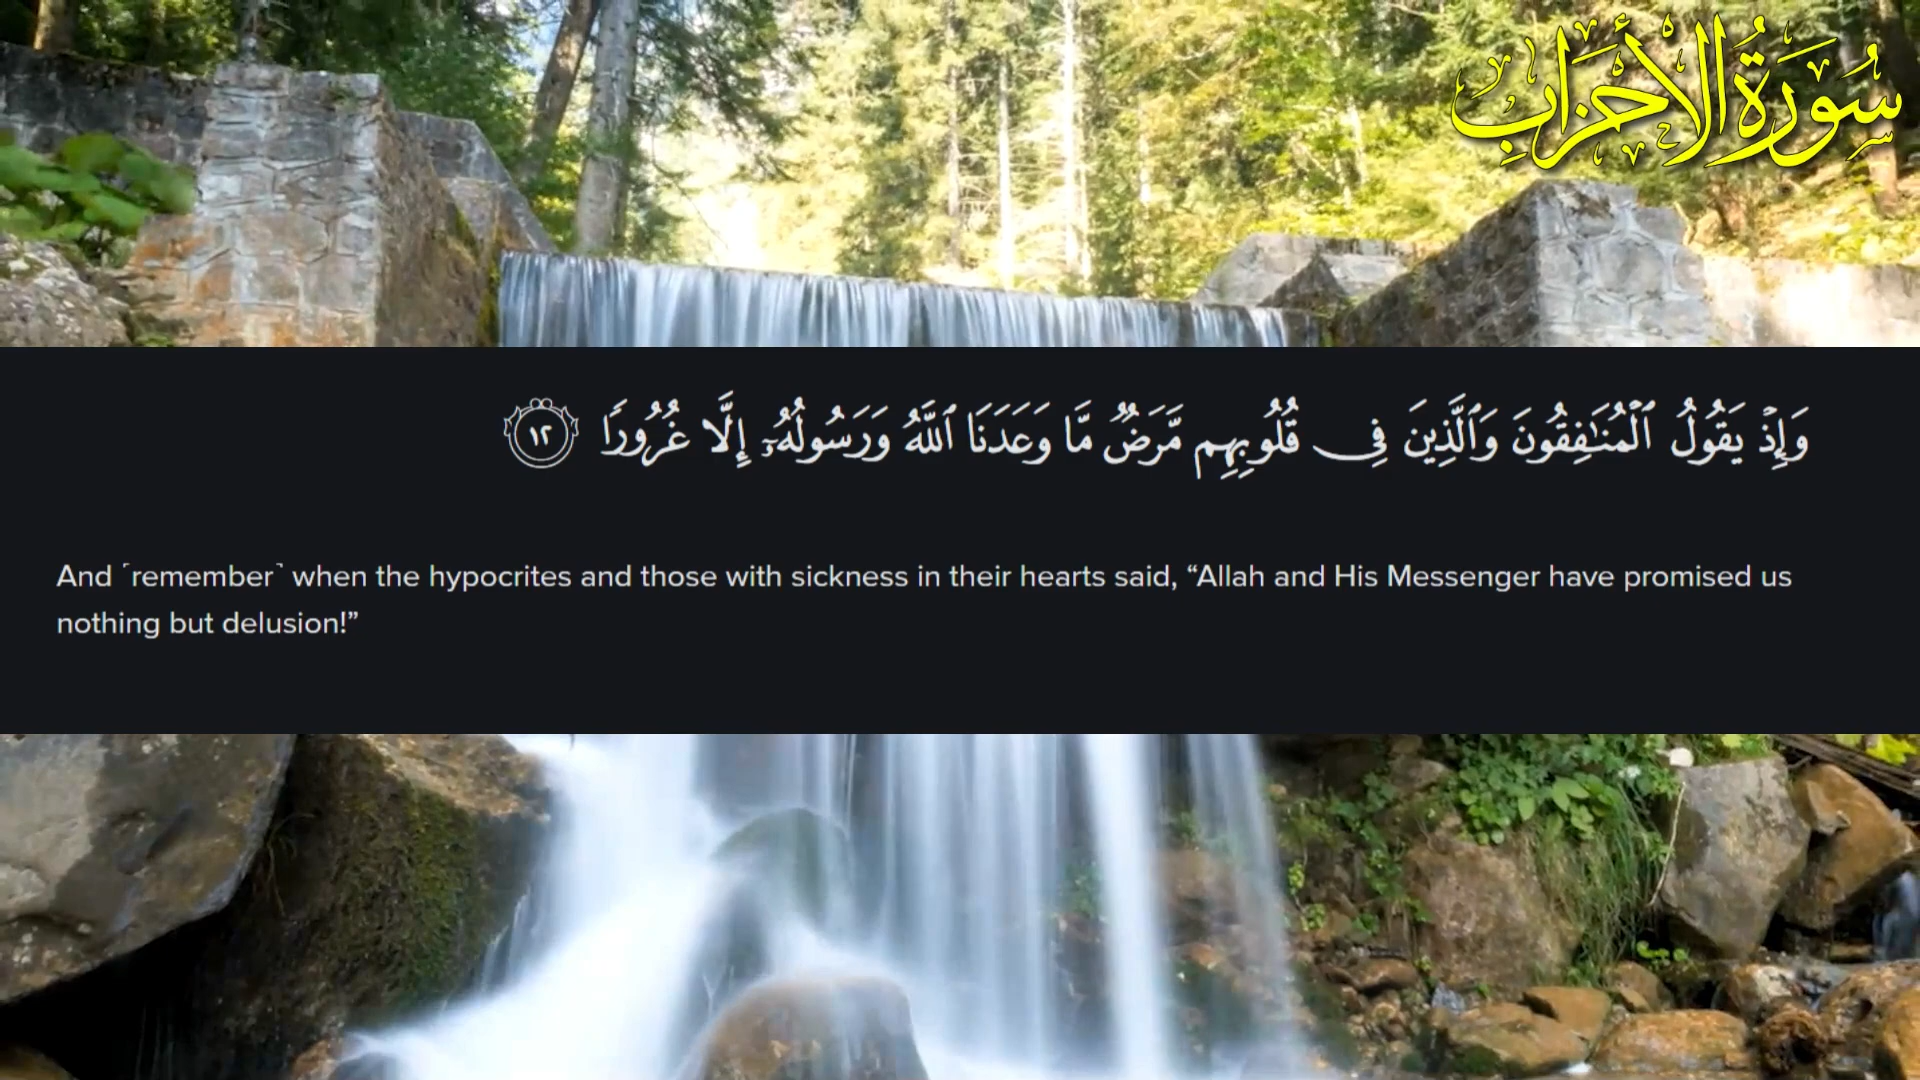 سُورَةُ الأَحْزَابِ
وَإِذْ يَقُولُ ٱلْمُنَـٰفِقُونَ وَٱلَّذِينَ فِى قُلُوبِهِم مَّرَضٌ مَّا وَعَدَنَا ٱللَّهُ وَرَسُولُهُۥٓ إِلَّا غُرُورًا ١٢
And ˹remember˺ when the hypocrites and those with sickness in their hearts said, “Allah and His Messenger have promised us
nothing but delusion!”